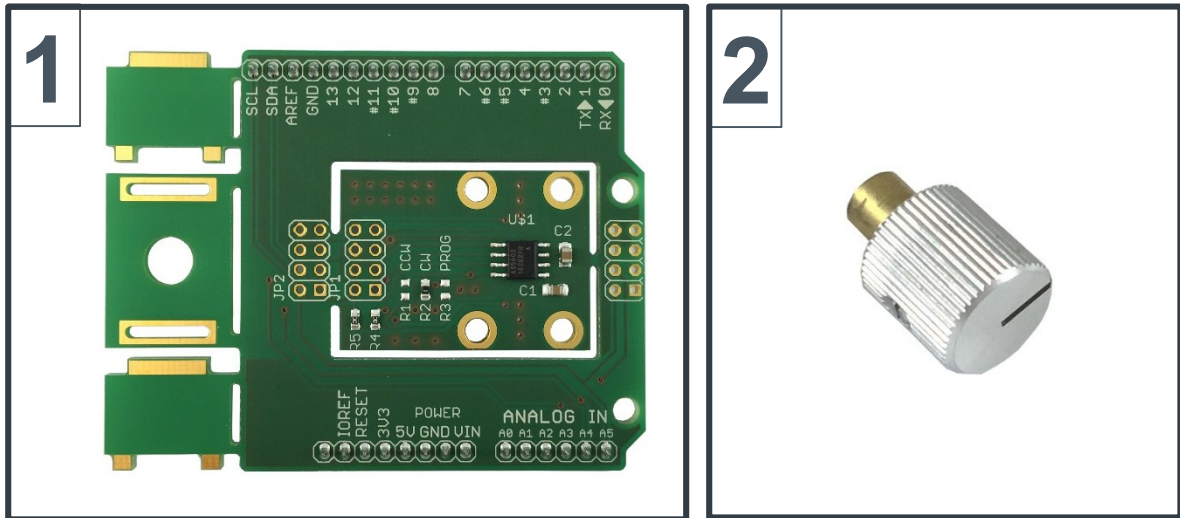 1
2
SCL
SDA
AREF
GND
13
12
#11
#10
#9
8
7
#6
#5
4
#3
2
TX▶1
RX◀0
U$1
C2
C1
JP2
JP1
CCW
CW
PROG
R1
R2
R3
R5
R4
IOREF
RESET
3V3
5V
GND
VIN
POWER
ANALOG IN
A0 A1 A2 A3 A4 A5